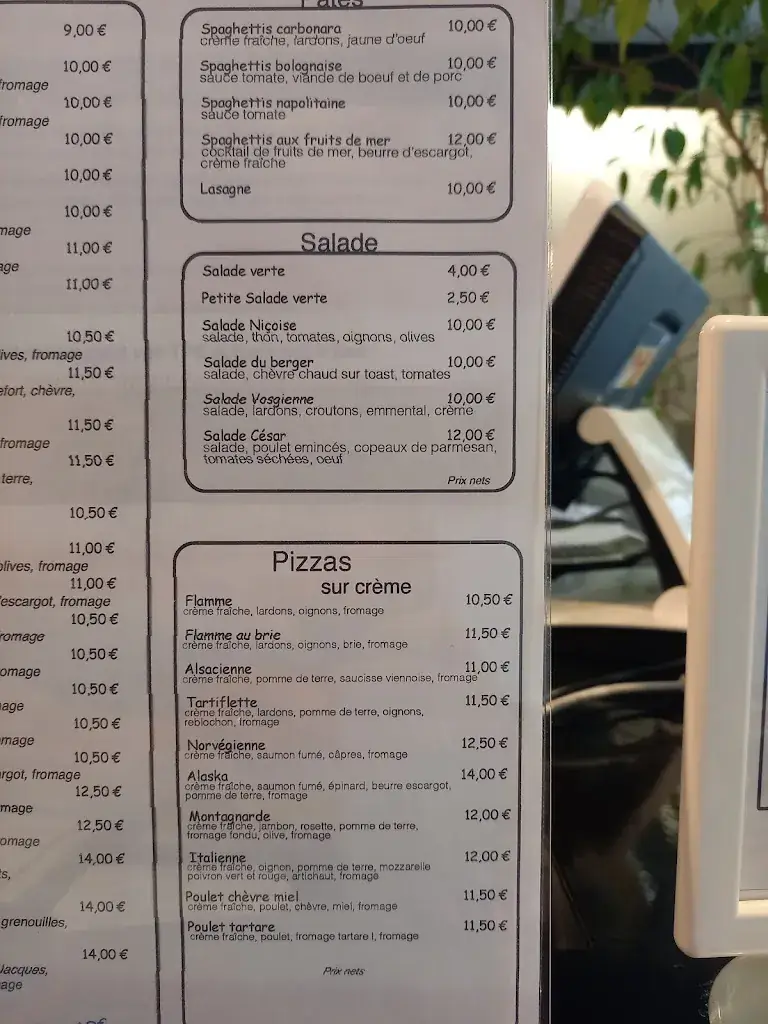 9,00 €
10,00 €
fromage
10,00 €
fromage
10,00 €
10,00 €
10,00 €
mage
11,00 €
age
11,00 €
10,50 €
ives, fromage
11,50 €
efort, chèvre,
11,50 €
fromage
11,50 €
terre,
10,50 €
11,00 €
olives, fromage
11,00 €
'escargot, fromage
10,50 €
romage
10,50 €
omage
10,50 €
age
10,50 €
mage
10,50 €
rgot, fromage
12,50 €
mage
12,50 €
omage
14,00 €
ts,
14,00 €
grenouilles,
14,00 €
Jacques,
age
Pâtes
Spaghettis carbonara 10,00 €
crème fraîche, lardons, jaune d'oeuf
Spaghettis bolognaise 10,00 €
sauce tomate, viande de boeuf et de porc
Spaghettis napolitaine 10,00 €
sauce tomate
Spaghettis aux fruits de mer 12,00 €
cocktail de fruits de mer, beurre d'escargot,
crème fraîche
Lasagne 10,00 €
Salade
Salade verte 4,00 €
Petite Salade verte 2,50 €
Salade Niçoise 10,00 €
salade, thon, tomates, oignons, olives
Salade du berger 10,00 €
salade, chèvre chaud sur toast, tomates
Salade Vosgienne 10,00 €
salade, lardons, croutons, emmental, crème
Salade César 12,00 €
salade, poulet emincés, copeaux de parmesan,
tomates séchées, oeuf
Prix nets
Pizzas
sur crème
Flamme 10,50 €
crème fraîche, lardons, oignons, fromage
Flamme au brie 11,50 €
crème fraîche, lardons, oignons, brie, fromage
Alsacienne 11,00 €
crème fraîche, pomme de terre, saucisse viennoise, fromage
Tartiflette 11,50 €
crème fraîche, lardons, pomme de terre, oignons,
reblochon, fromage
Norvégienne 12,50 €
crème fraîche, saumon fumé, câpres, fromage
Alaska 14,00 €
crème fraîche, saumon fumé, épinard, beurre escargot,
pomme de terre, fromage
Montagnarde 12,00 €
crème fraîche, jambon, rosette, pomme de terre,
fromage fondu, olive, fromage
Italienne 12,00 €
crème fraîche, oignon, pomme de terre, mozzarelle
poivron vert et rouge, artichaut, fromage
Poulet chèvre miel 11,50 €
crème fraîche, poulet, chèvre, miel, fromage
Poulet tartare 11,50 €
crème fraîche, poulet, fromage tartare l, fromage
Prix nets